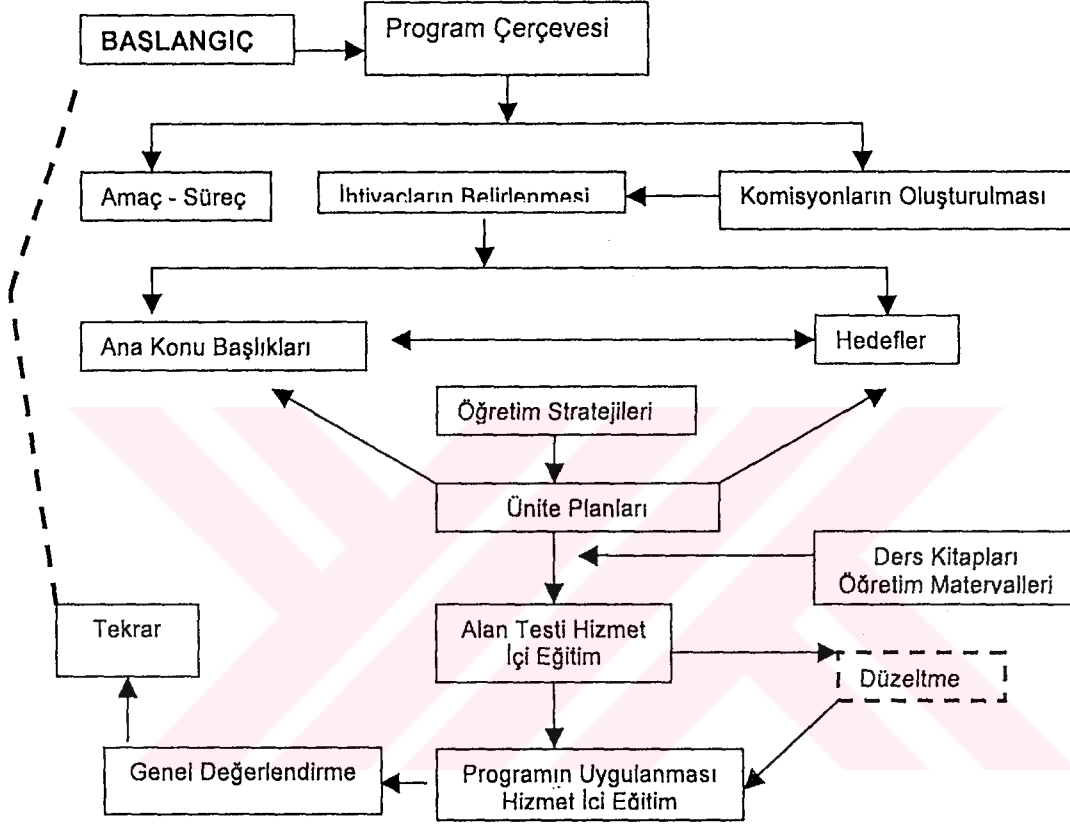 BAŞLANGIÇ
Program Çerçevesi
Amaç - Süreç
İhtiyaçların Belirlenmesi
Komisyonların Oluşturulması
Ana Konu Başlıkları
Hedefler
Öğretim Stratejileri
Ünite Planları
Ders Kitapları
Öğretim Materyalleri
Tekrar
Alan Testi Hizmet
İçi Eğitim
Düzeltme
Genel Değerlendirme
Programın Uygulanması
Hizmet İçi Eğitim